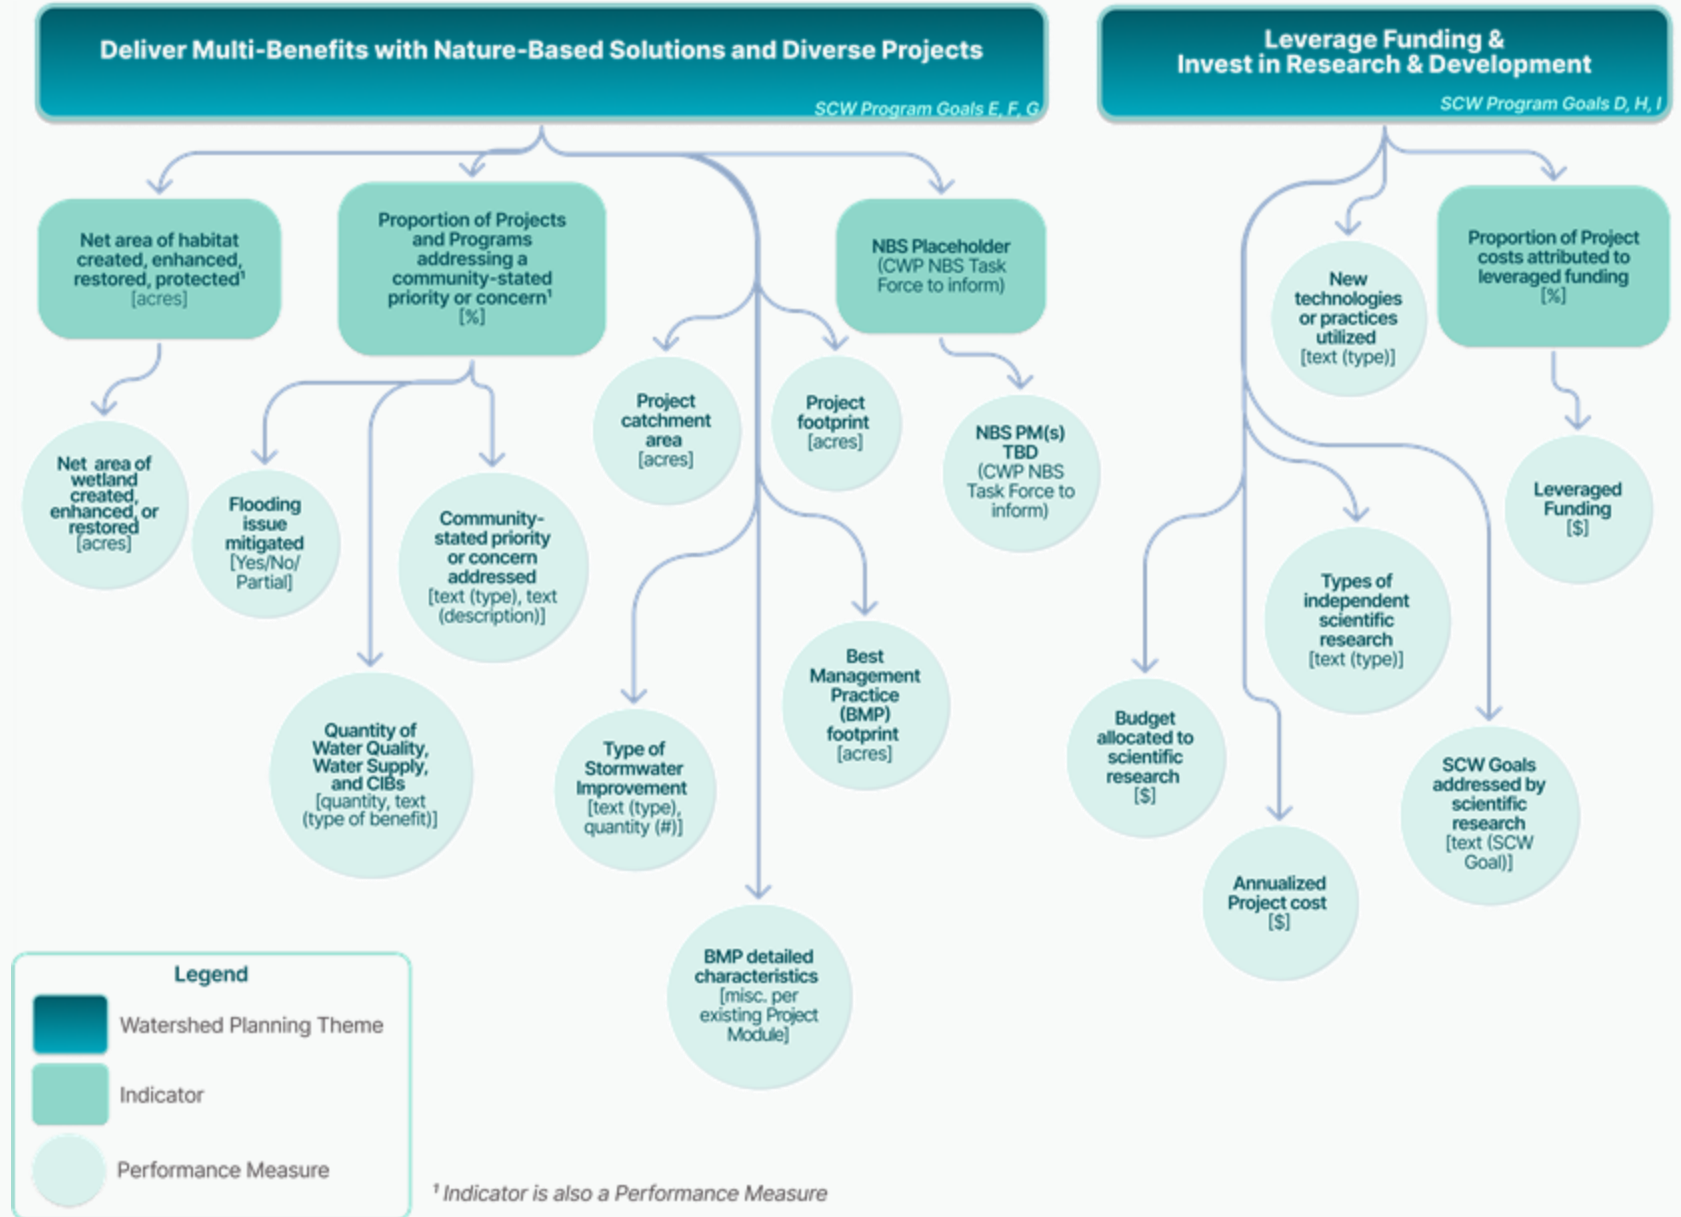 Deliver Multi-Benefits with Nature-Based Solutions and Diverse Projects
SCW Program Goals E, F, G
Leverage Funding &
Invest in Research & Development
SCW Program Goals D, H, I
Net area of habitat
created, enhanced,
restored, protected¹
[acres]
Proportion of Projects
and Programs
addressing a
community-stated
priority or concern¹
[%]
NBS Placeholder
(CWP NBS Task
Force to inform)
New
technologies
or practices
utilized
[text (type)]
Proportion of Project
costs attributed to
leveraged funding
[%]
Net area of
wetland
created,
enhanced, or
restored
[acres]
Flooding
issue
mitigated
[Yes/No/
Partial]
Community-
stated priority
or concern
addressed
[text (type), text
(description)]
Project
catchment
area
[acres]
Project
footprint
[acres]
NBS PM(s)
TBD
(CWP NBS
Task Force to
inform)
Leveraged
Funding
[$]
Types of
independent
scientific
research
[text (type)]
Quantity of
Water Quality,
Water Supply,
and CIBs
[quantity, text
(type of benefit)]
Type of
Stormwater
Improvement
[text (type),
quantity (#)]
Best
Management
Practice
(BMP)
footprint
[acres]
Budget
allocated to
scientific
research
[$]
SCW Goals
addressed by
scientific
research
[text (SCW
Goal)]
Annualized
Project cost
[$]
BMP detailed
characteristics
[misc. per
existing Project
Module]
Legend
Watershed Planning Theme
Indicator
Performance Measure
¹ Indicator is also a Performance Measure